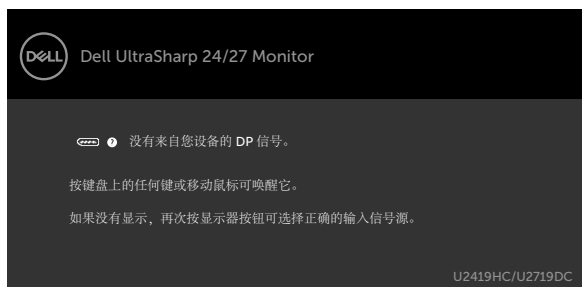 DELL
Dell UltraSharp 24/27 Monitor
? 没有来自您设备的 DP 信号。
按键盘上的任何键或移动鼠标可唤醒它。
如果没有显示，再次按显示器按钮可选择正确的输入信号源。
U2419HC/U2719DC